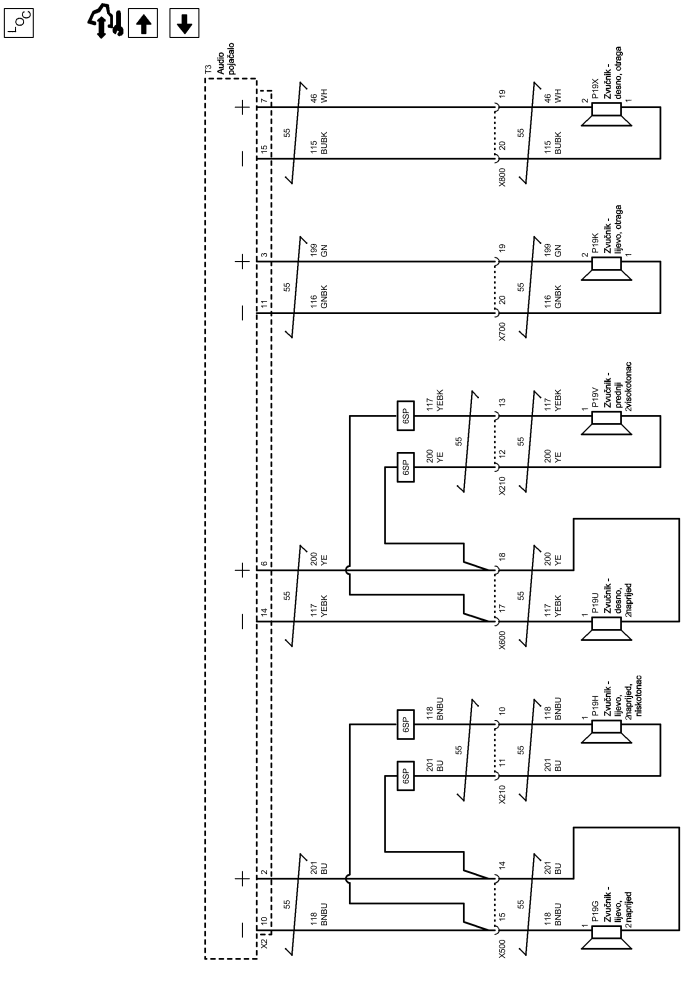 LOC
T3
Audio
pojačalo
7
46
WH
55
19
46
WH
55
2
P19X
Zvučnik -
desno, otraga
1
15
115
BUBK
20
115
BUBK
X800
3
199
GN
55
19
199
GN
55
2
P19K
Zvučnik -
lijevo, otraga
1
11
116
GNBK
20
116
GNBK
X700
6SP
117
YEBK
55
13
117
YEBK
55
1
P19V
Zvučnik -
prednji
2visokotonac
6SP
200
YE
12
200
YE
X210
6
200
YE
55
18
200
YE
55
14
117
YEBK
17
117
YEBK
X600
1
P19U
Zvučnik -
desno,
2naprijed
6SP
118
BNBU
55
10
118
BNBU
55
1
P19H
Zvučnik -
lijevo,
2naprijed,
niskotonac
6SP
201
BU
11
201
BU
X210
2
201
BU
55
14
201
BU
55
10
118
BNBU
15
118
BNBU
X2
X500
1
P19G
Zvučnik -
lijevo,
2naprijed